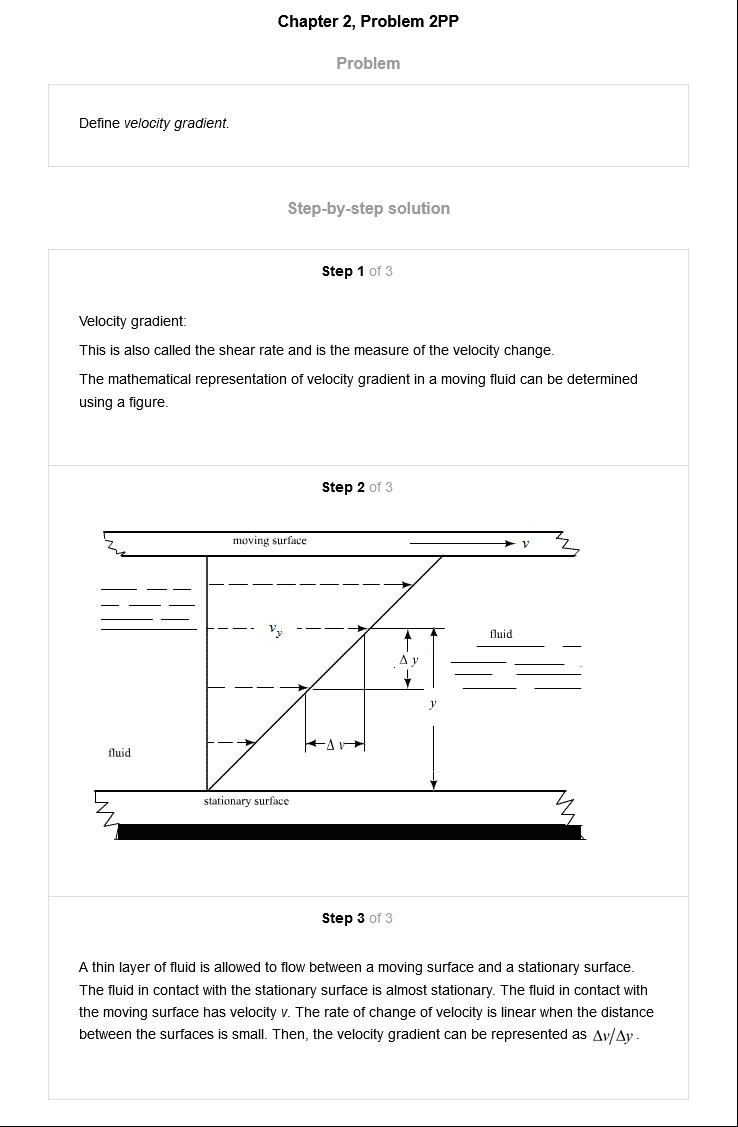 Chapter 2, Problem 2PP
Problem
Define velocity gradient.
Step-by-step solution
Step 1 of 3
Velocity gradient:
This is also called the shear rate and is the measure of the velocity change.
The mathematical representation of velocity gradient in a moving fluid can be determined
using a figure.
Step 2 of 3
moving surface
v
v_y
fluid
Δ y
y
Δ v
fluid
stationary surface
Step 3 of 3
A thin layer of fluid is allowed to flow between a moving surface and a stationary surface.
The fluid in contact with the stationary surface is almost stationary. The fluid in contact with
the moving surface has velocity v. The rate of change of velocity is linear when the distance
between the surfaces is small. Then, the velocity gradient can be represented as Δv/Δy .